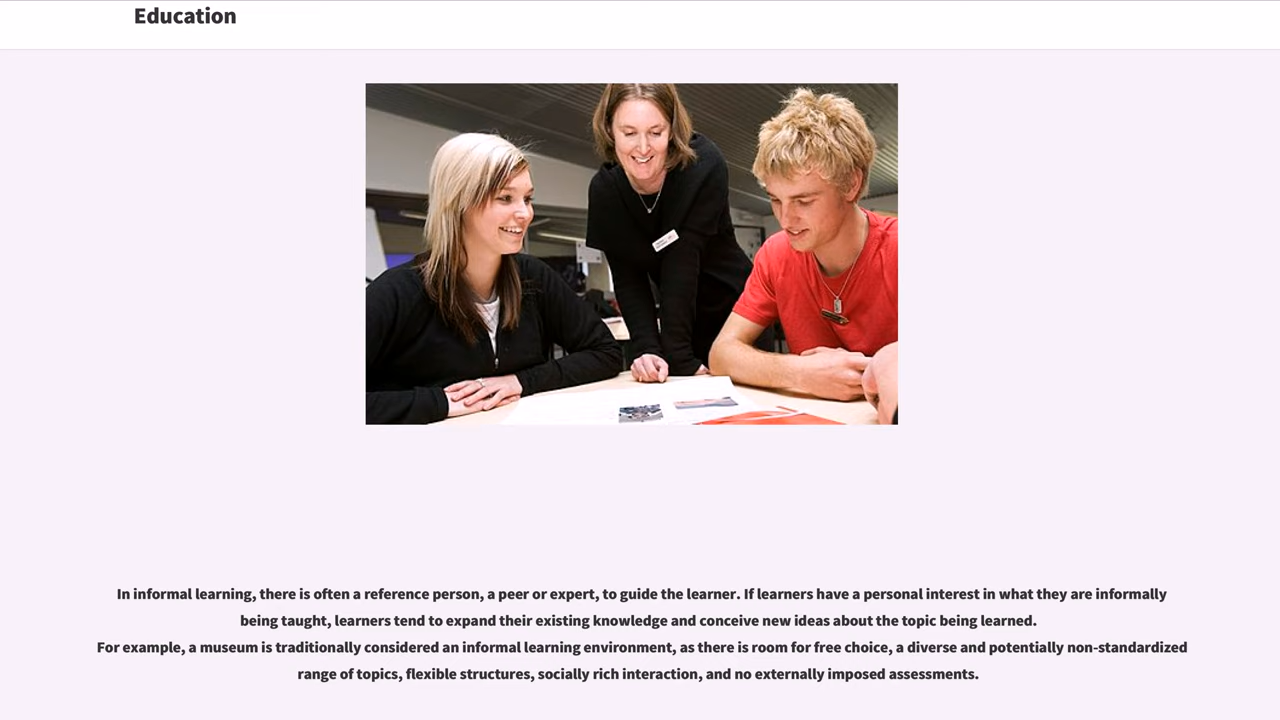 Education
In informal learning, there is often a reference person, a peer or expert, to guide the learner. If learners have a personal interest in what they are informally
being taught, learners tend to expand their existing knowledge and conceive new ideas about the topic being learned.
For example, a museum is traditionally considered an informal learning environment, as there is room for free choice, a diverse and potentially non-standardized
range of topics, flexible structures, socially rich interaction, and no externally imposed assessments.